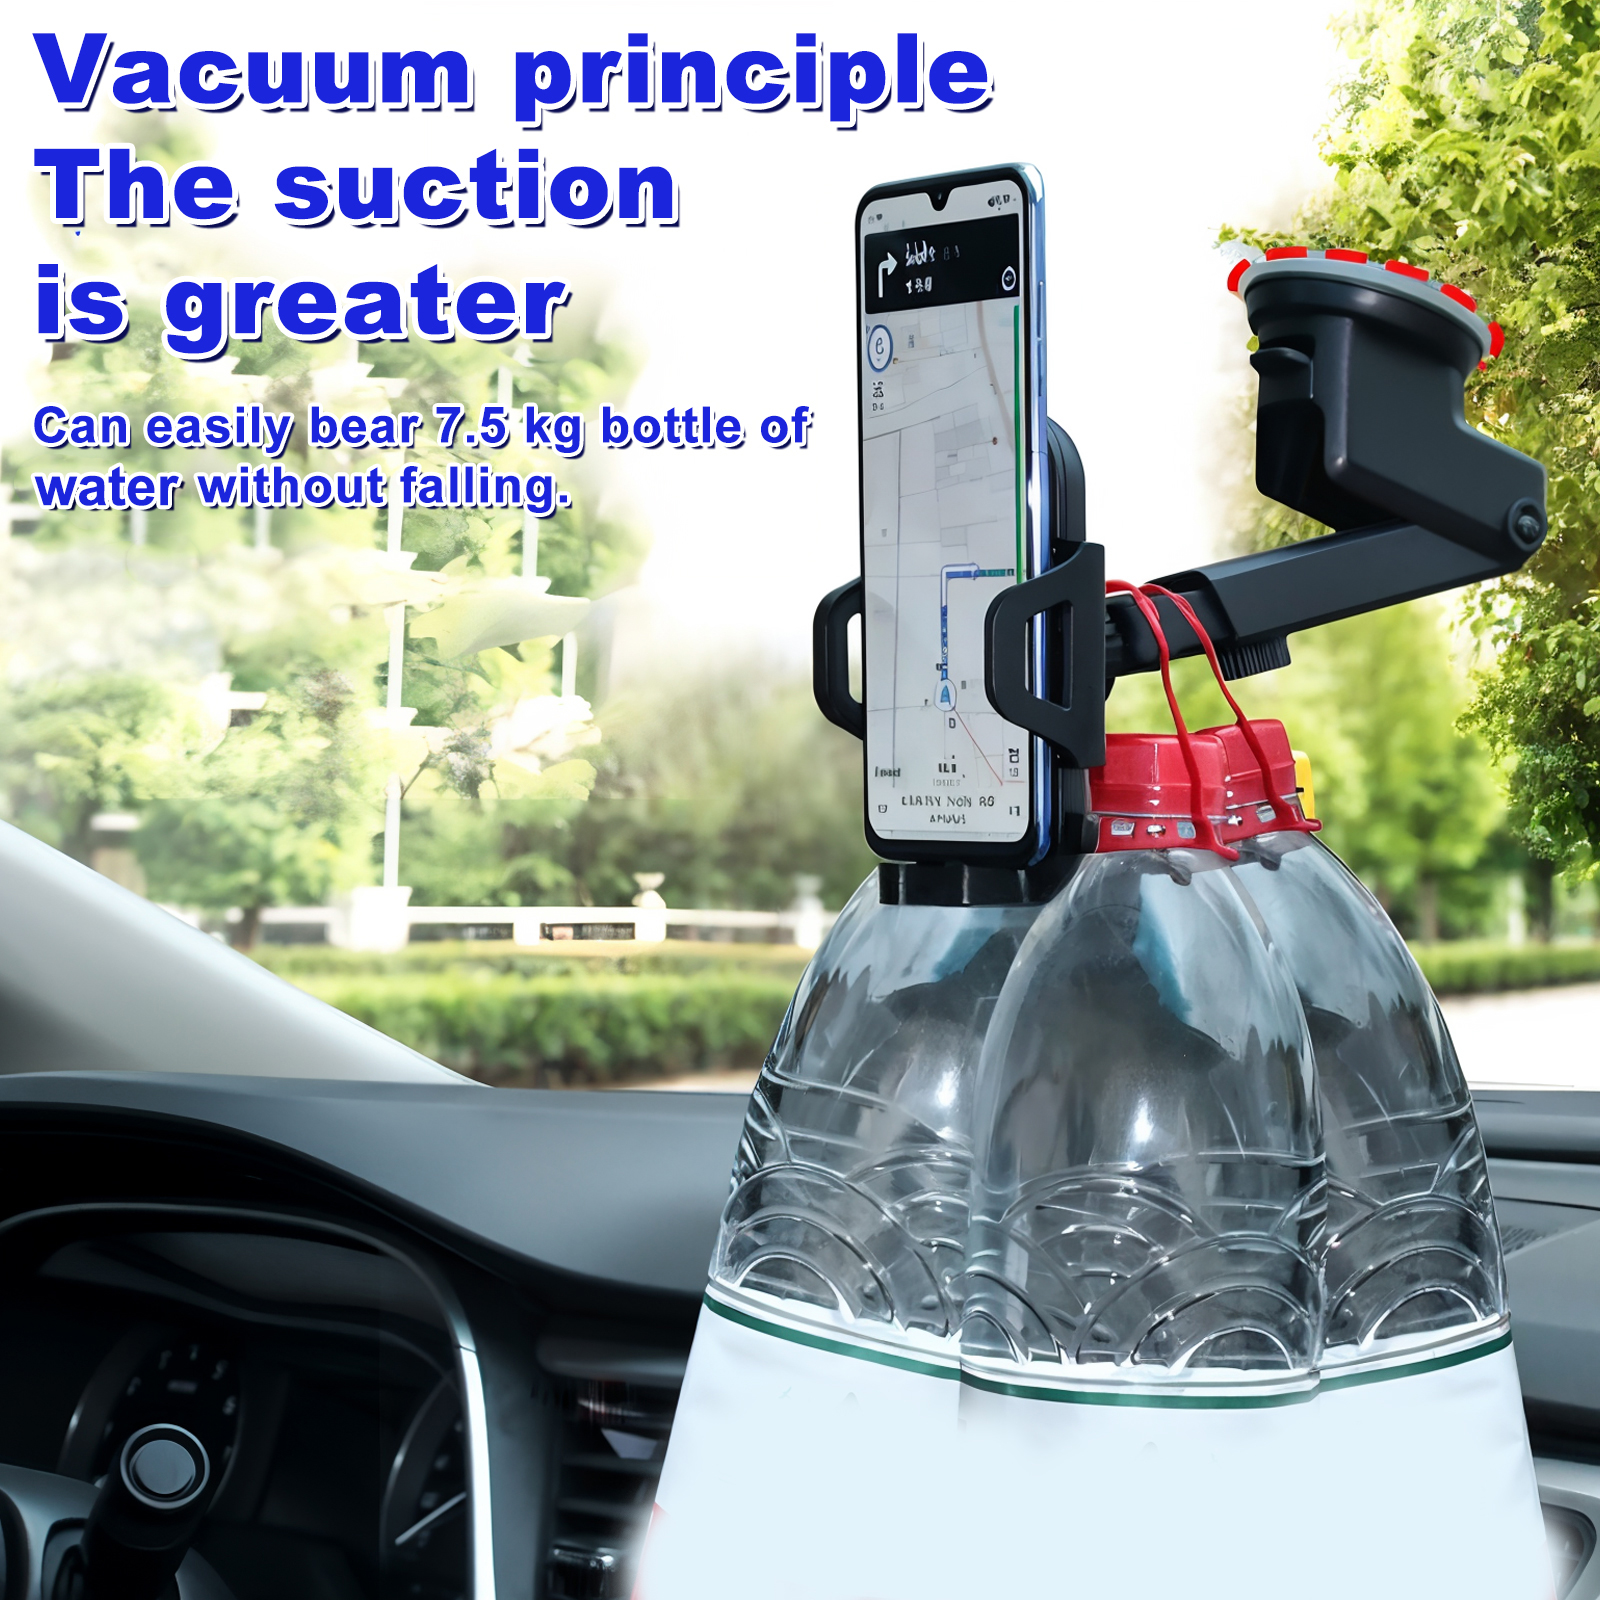 Vacuum principle
The suction
is greater
Can easily bear 7.5 kg bottle of
water without falling.